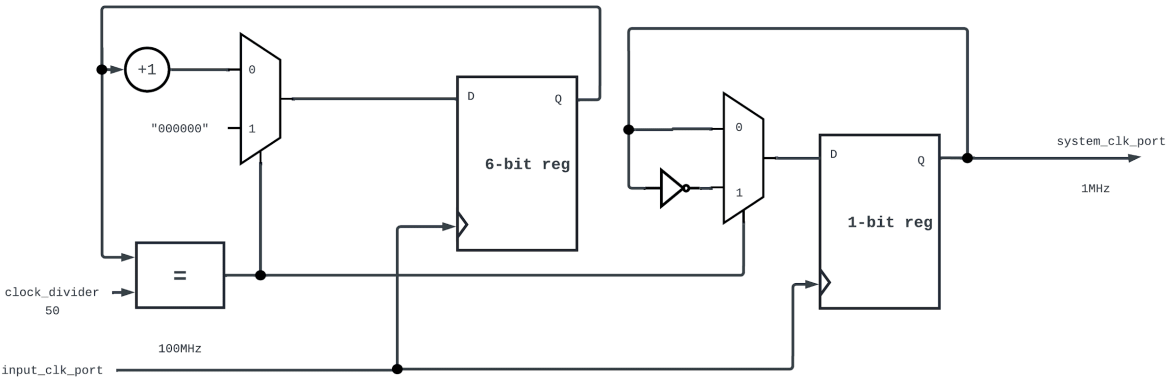 +1
0
"000000"
1
D
Q
6-bit reg
0
1
D
Q
1-bit reg
system_clk_port
1MHz
=
clock_divider
50
100MHz
input_clk_port